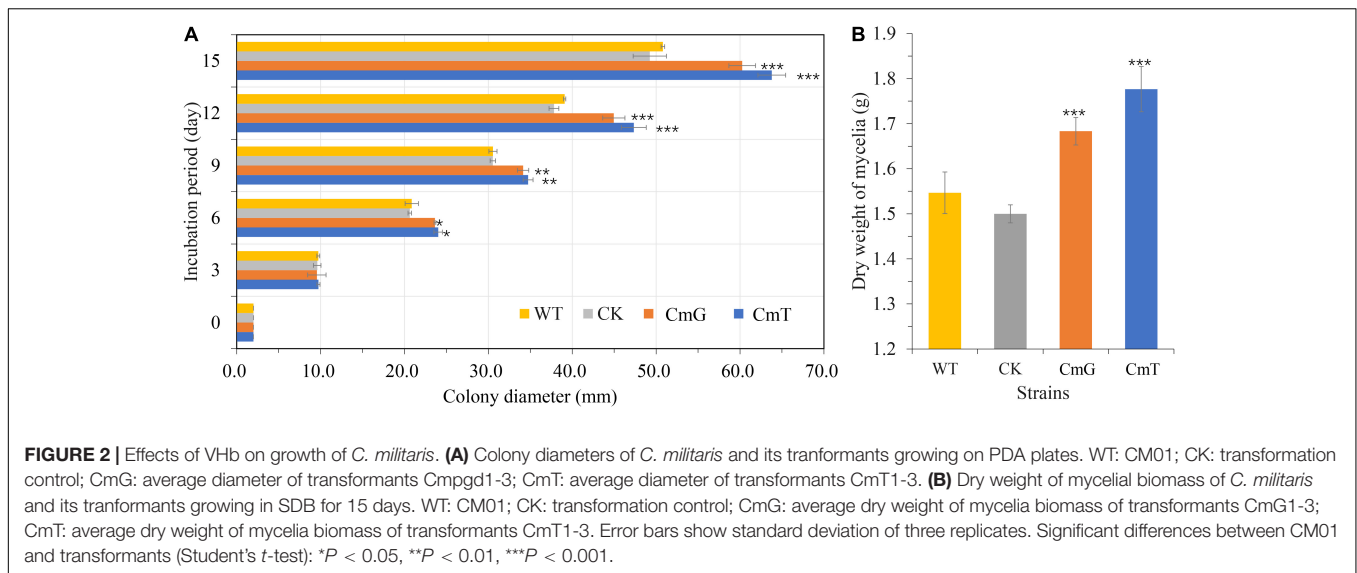 A
Incubation period (day)
15
***
***
12
***
***
9
**
**
6
*
*
3
0
WT CK CmG CmT
0.0 10.0 20.0 30.0 40.0 50.0 60.0 70.0
Colony diameter (mm)
B
Dry weight of mycelia (g)
1.9
1.8
1.7
1.6
1.5
1.4
1.3
1.2
***
***
WT CK CmG CmT
Strains
FIGURE 2 | Effects of VHb on growth of C. militaris. (A) Colony diameters of C. militaris and its tranformants growing on PDA plates. WT: CM01; CK: transformation
control; CmG: average diameter of transformants Cmpgd1-3; CmT: average diameter of transformants CmT1-3. (B) Dry weight of mycelial biomass of C. militaris
and its tranformants growing in SDB for 15 days. WT: CM01; CK: transformation control; CmG: average dry weight of mycelia biomass of transformants CmG1-3;
CmT: average dry weight of mycelia biomass of transformants CmT1-3. Error bars show standard deviation of three replicates. Significant differences between CM01
and transformants (Student's t-test): *P < 0.05, **P < 0.01, ***P < 0.001.